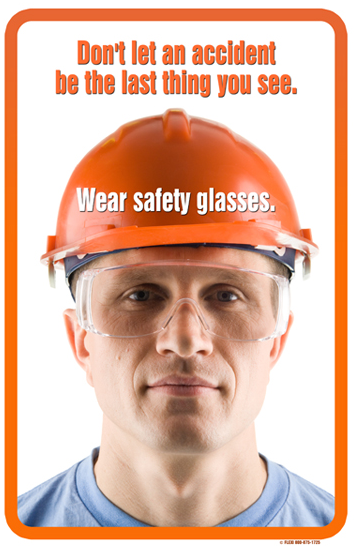 Don't let an accident
be the last thing you see.
Wear safety glasses.